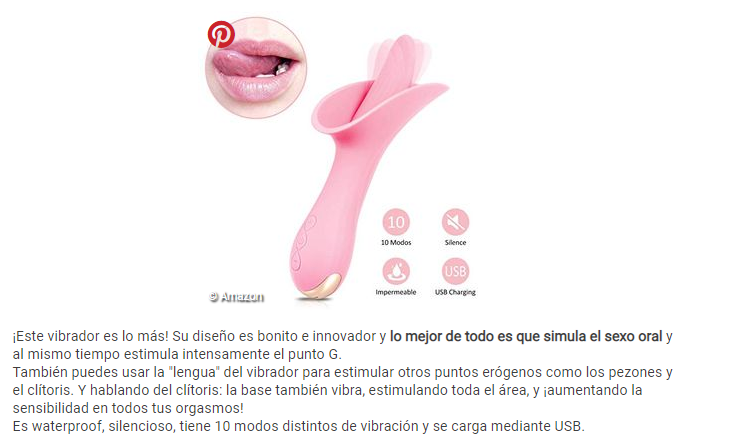 10
10 Modos
Silence
Impermeable
USB
USB Charging
© Amazon
¡Este vibrador es lo más! Su diseño es bonito e innovador y lo mejor de todo es que simula el sexo oral y
al mismo tiempo estimula intensamente el punto G.
También puedes usar la "lengua" del vibrador para estimular otros puntos erógenos como los pezones y
el clítoris. Y hablando del clítoris: la base también vibra, estimulando toda el área, y ¡aumentando la
sensibilidad en todos tus orgasmos!
Es waterproof, silencioso, tiene 10 modos distintos de vibración y se carga mediante USB.